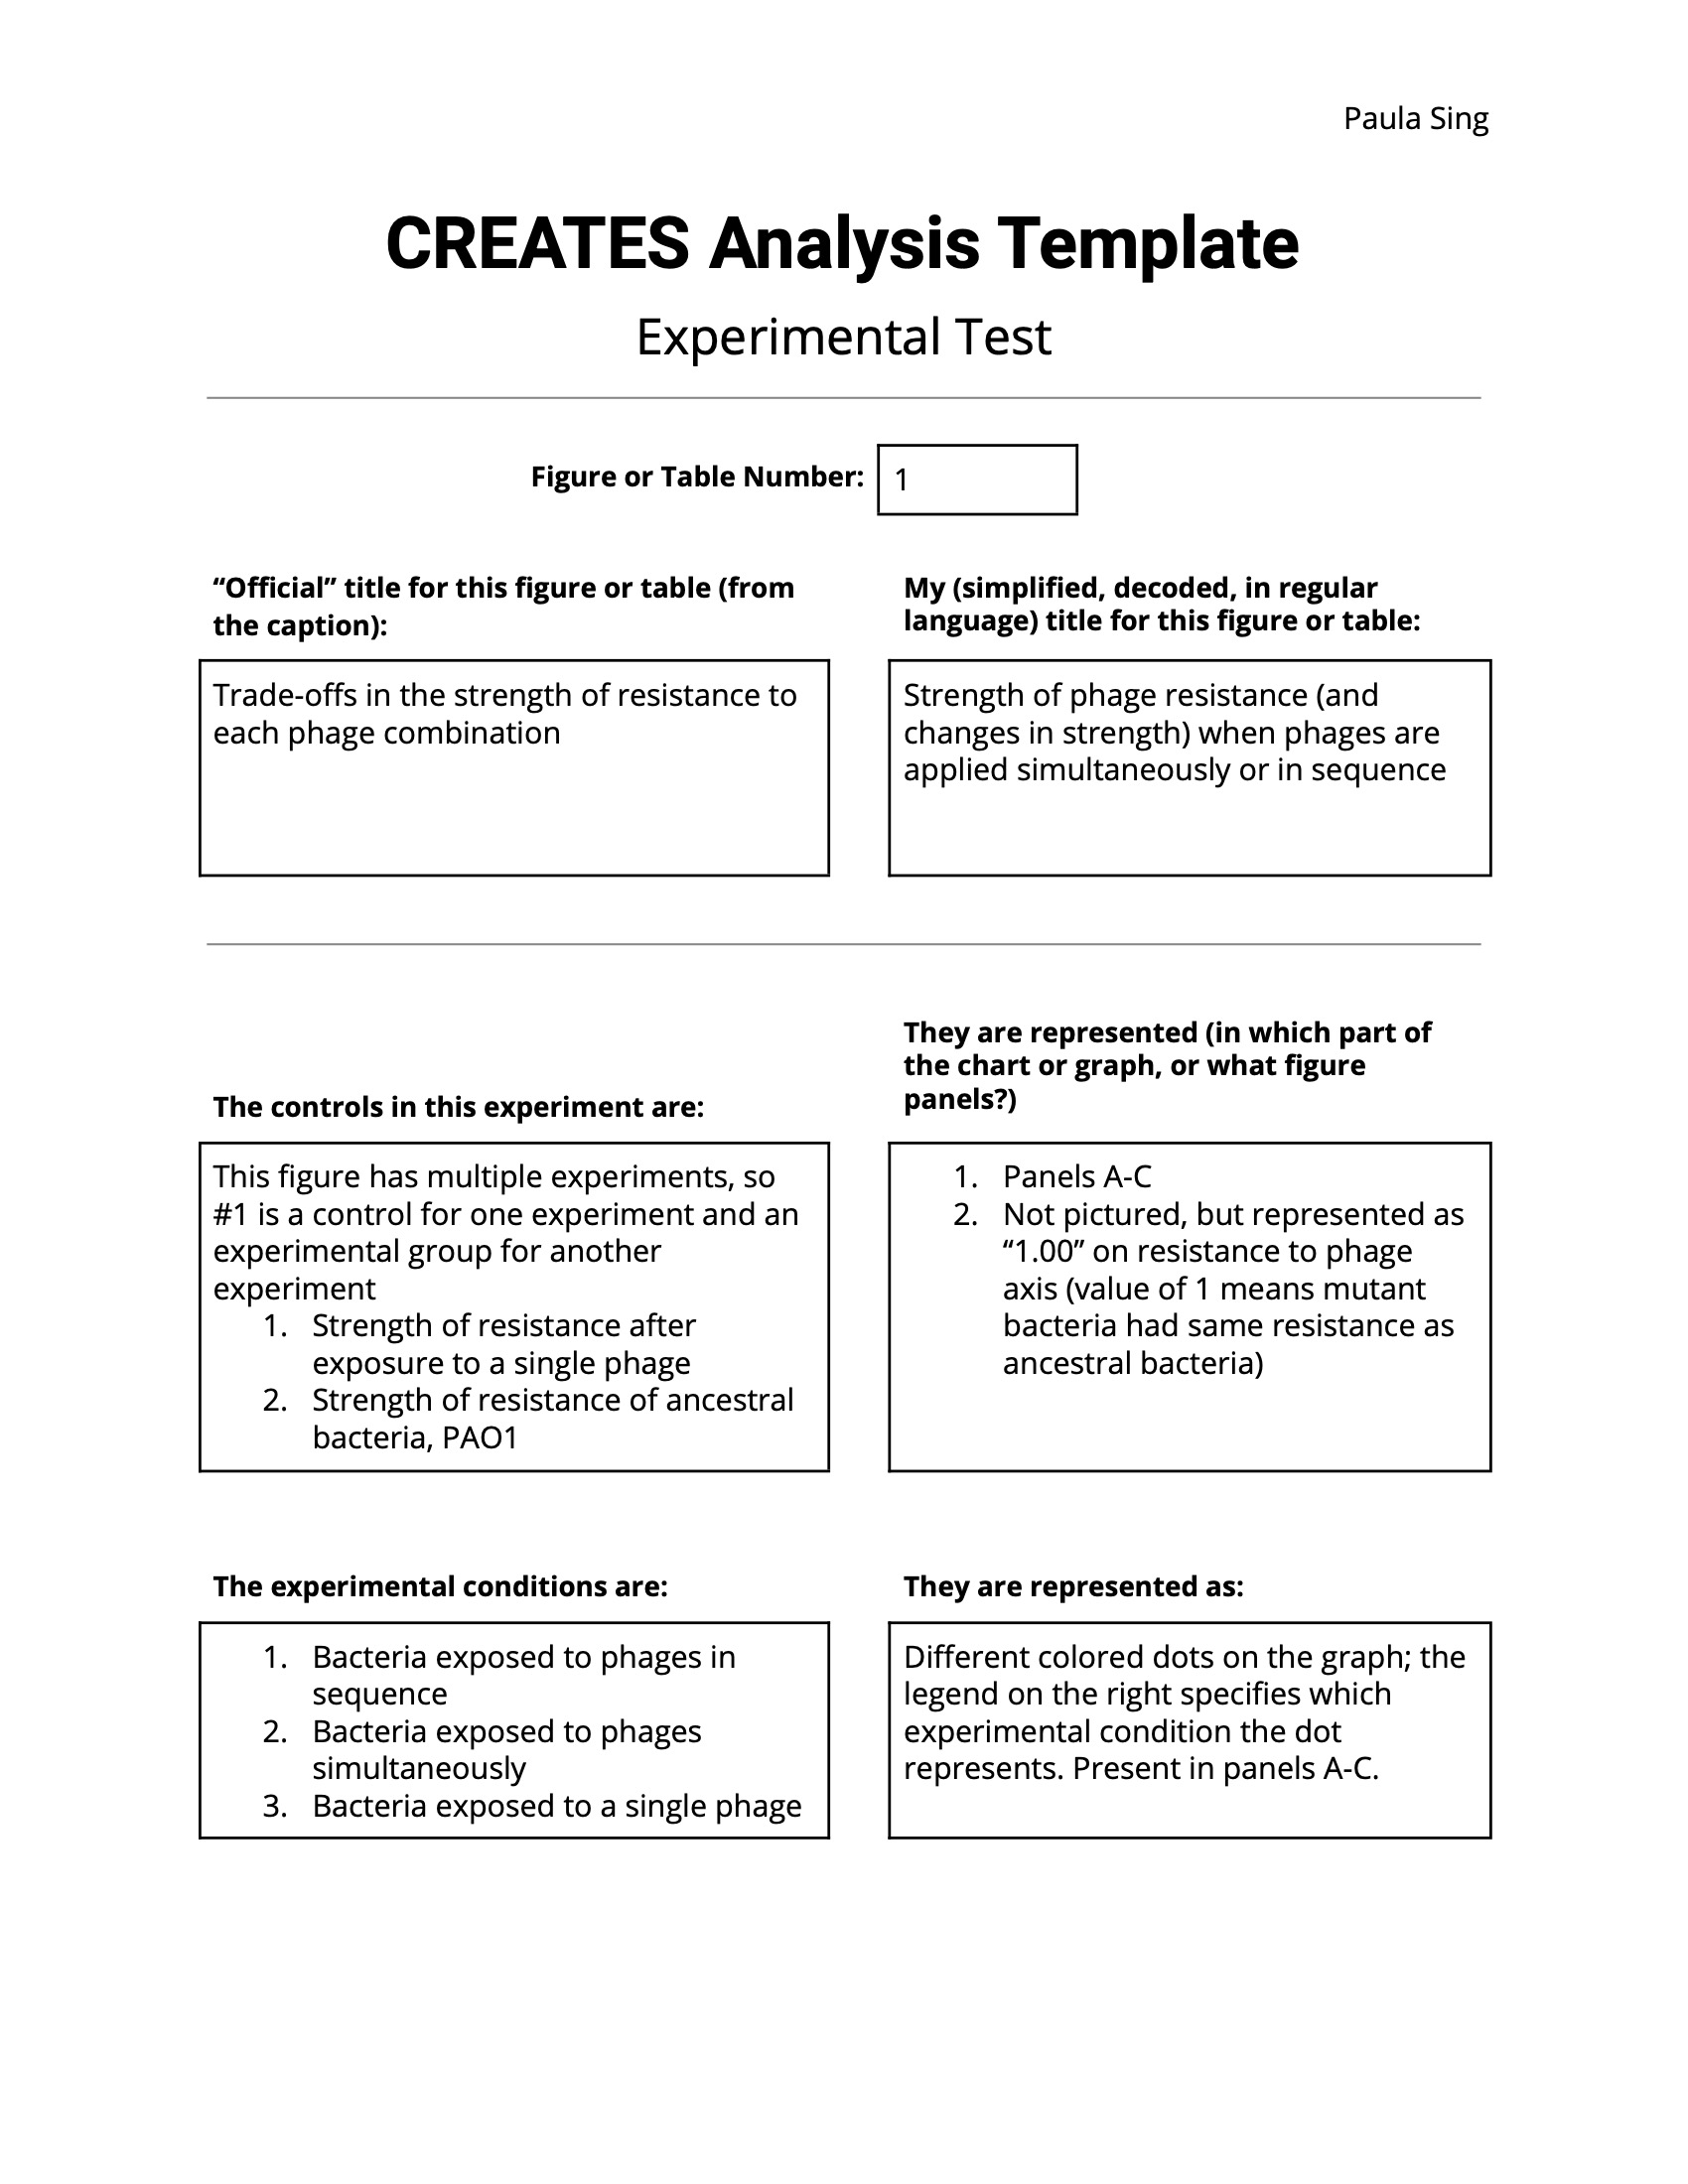 Paula Sing
CREATES Analysis Template
Experimental Test
Figure or Table Number:
1
“Official” title for this figure or table (from
the caption):
My (simplified, decoded, in regular
language) title for this figure or table:
Trade-offs in the strength of resistance to
each phage combination
Strength of phage resistance (and
changes in strength) when phages are
applied simultaneously or in sequence
The controls in this experiment are:
They are represented (in which part of
the chart or graph, or what figure
panels?)
This figure has multiple experiments, so
#1 is a control for one experiment and an
experimental group for another
experiment
1. Strength of resistance after
exposure to a single phage
2. Strength of resistance of ancestral
bacteria, PAO1
1. Panels A-C
2. Not pictured, but represented as
“1.00” on resistance to phage
axis (value of 1 means mutant
bacteria had same resistance as
ancestral bacteria)
The experimental conditions are:
They are represented as:
1. Bacteria exposed to phages in
sequence
2. Bacteria exposed to phages
simultaneously
3. Bacteria exposed to a single phage
Different colored dots on the graph; the
legend on the right specifies which
experimental condition the dot
represents. Present in panels A-C.